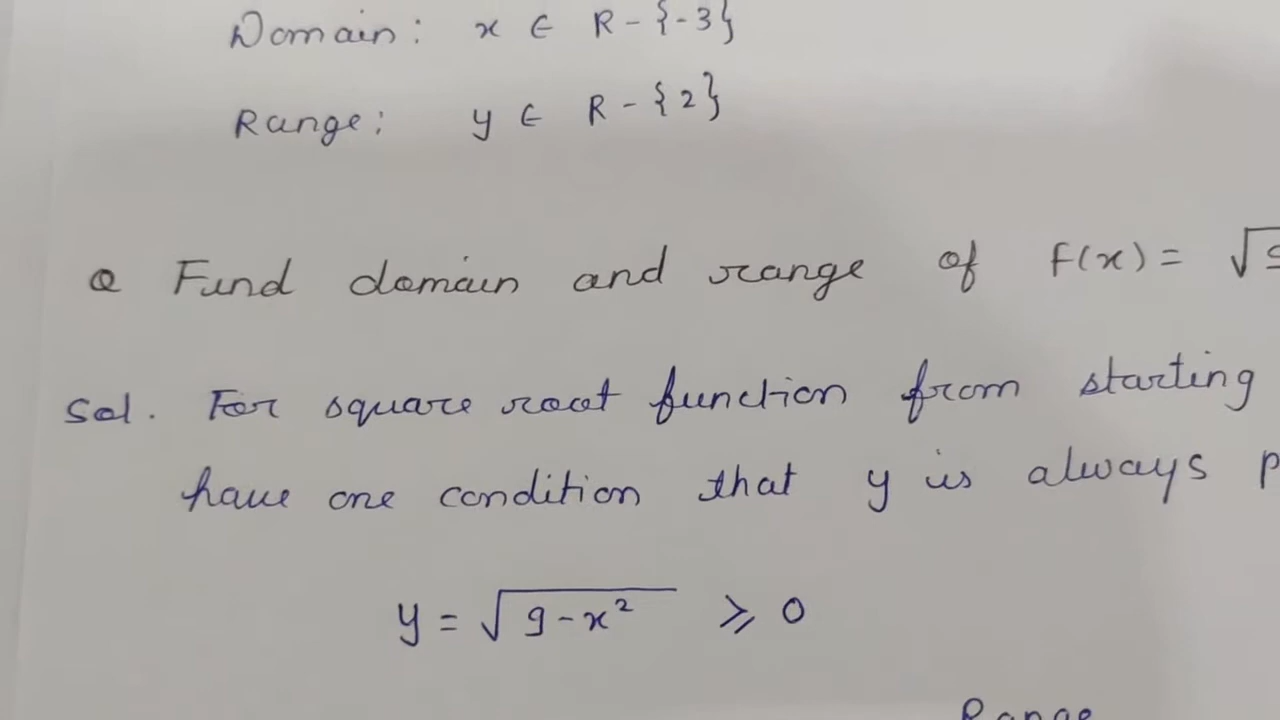 Domain: x ∈ R - {-3}
Range: y ∈ R - {2}
Q Find domain and range of f(x) = √
Sol. For square root function from starting
have one condition that y is always
y = √9-x² ⩾ 0
Range